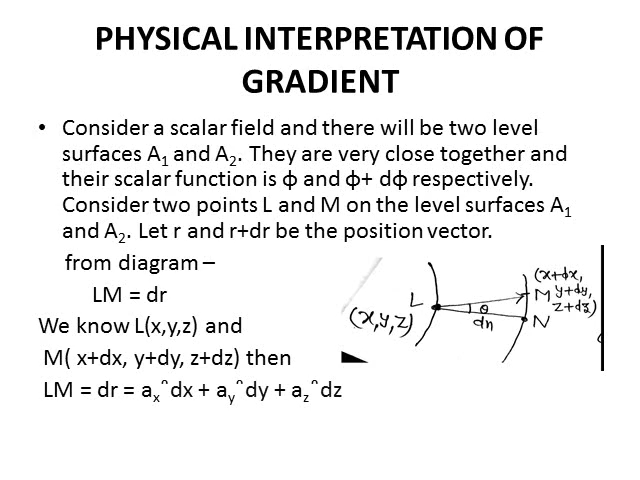 PHYSICAL INTERPRETATION OF
GRADIENT
• Consider a scalar field and there will be two level
surfaces A₁ and A₂. They are very close together and
their scalar function is ф and ф+ dф respectively.
Consider two points L and M on the level surfaces A₁
and A₂. Let r and r+dr be the position vector.
from diagram –
LM = dr
We know L(x,y,z) and
M( x+dx, y+dy, z+dz) then
LM = dr = aₓ^dx + aᵧ^dy + a_z^dz
(x+dx,
y+dy,
z+dz)
L
M
(x,y,z)
θ
dn
N